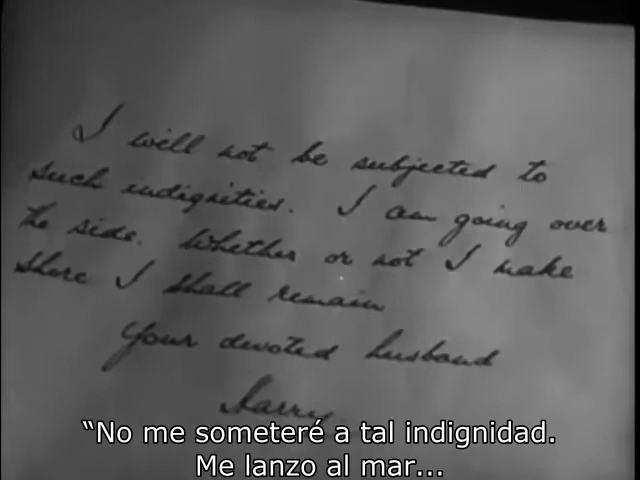 I will not be subjected to
such indignities. I am going over
the side. Whether or not I make
shore I shall remain
Your devoted husband
Harry.
“No me someteré a tal indignidad.
Me lanzo al mar...